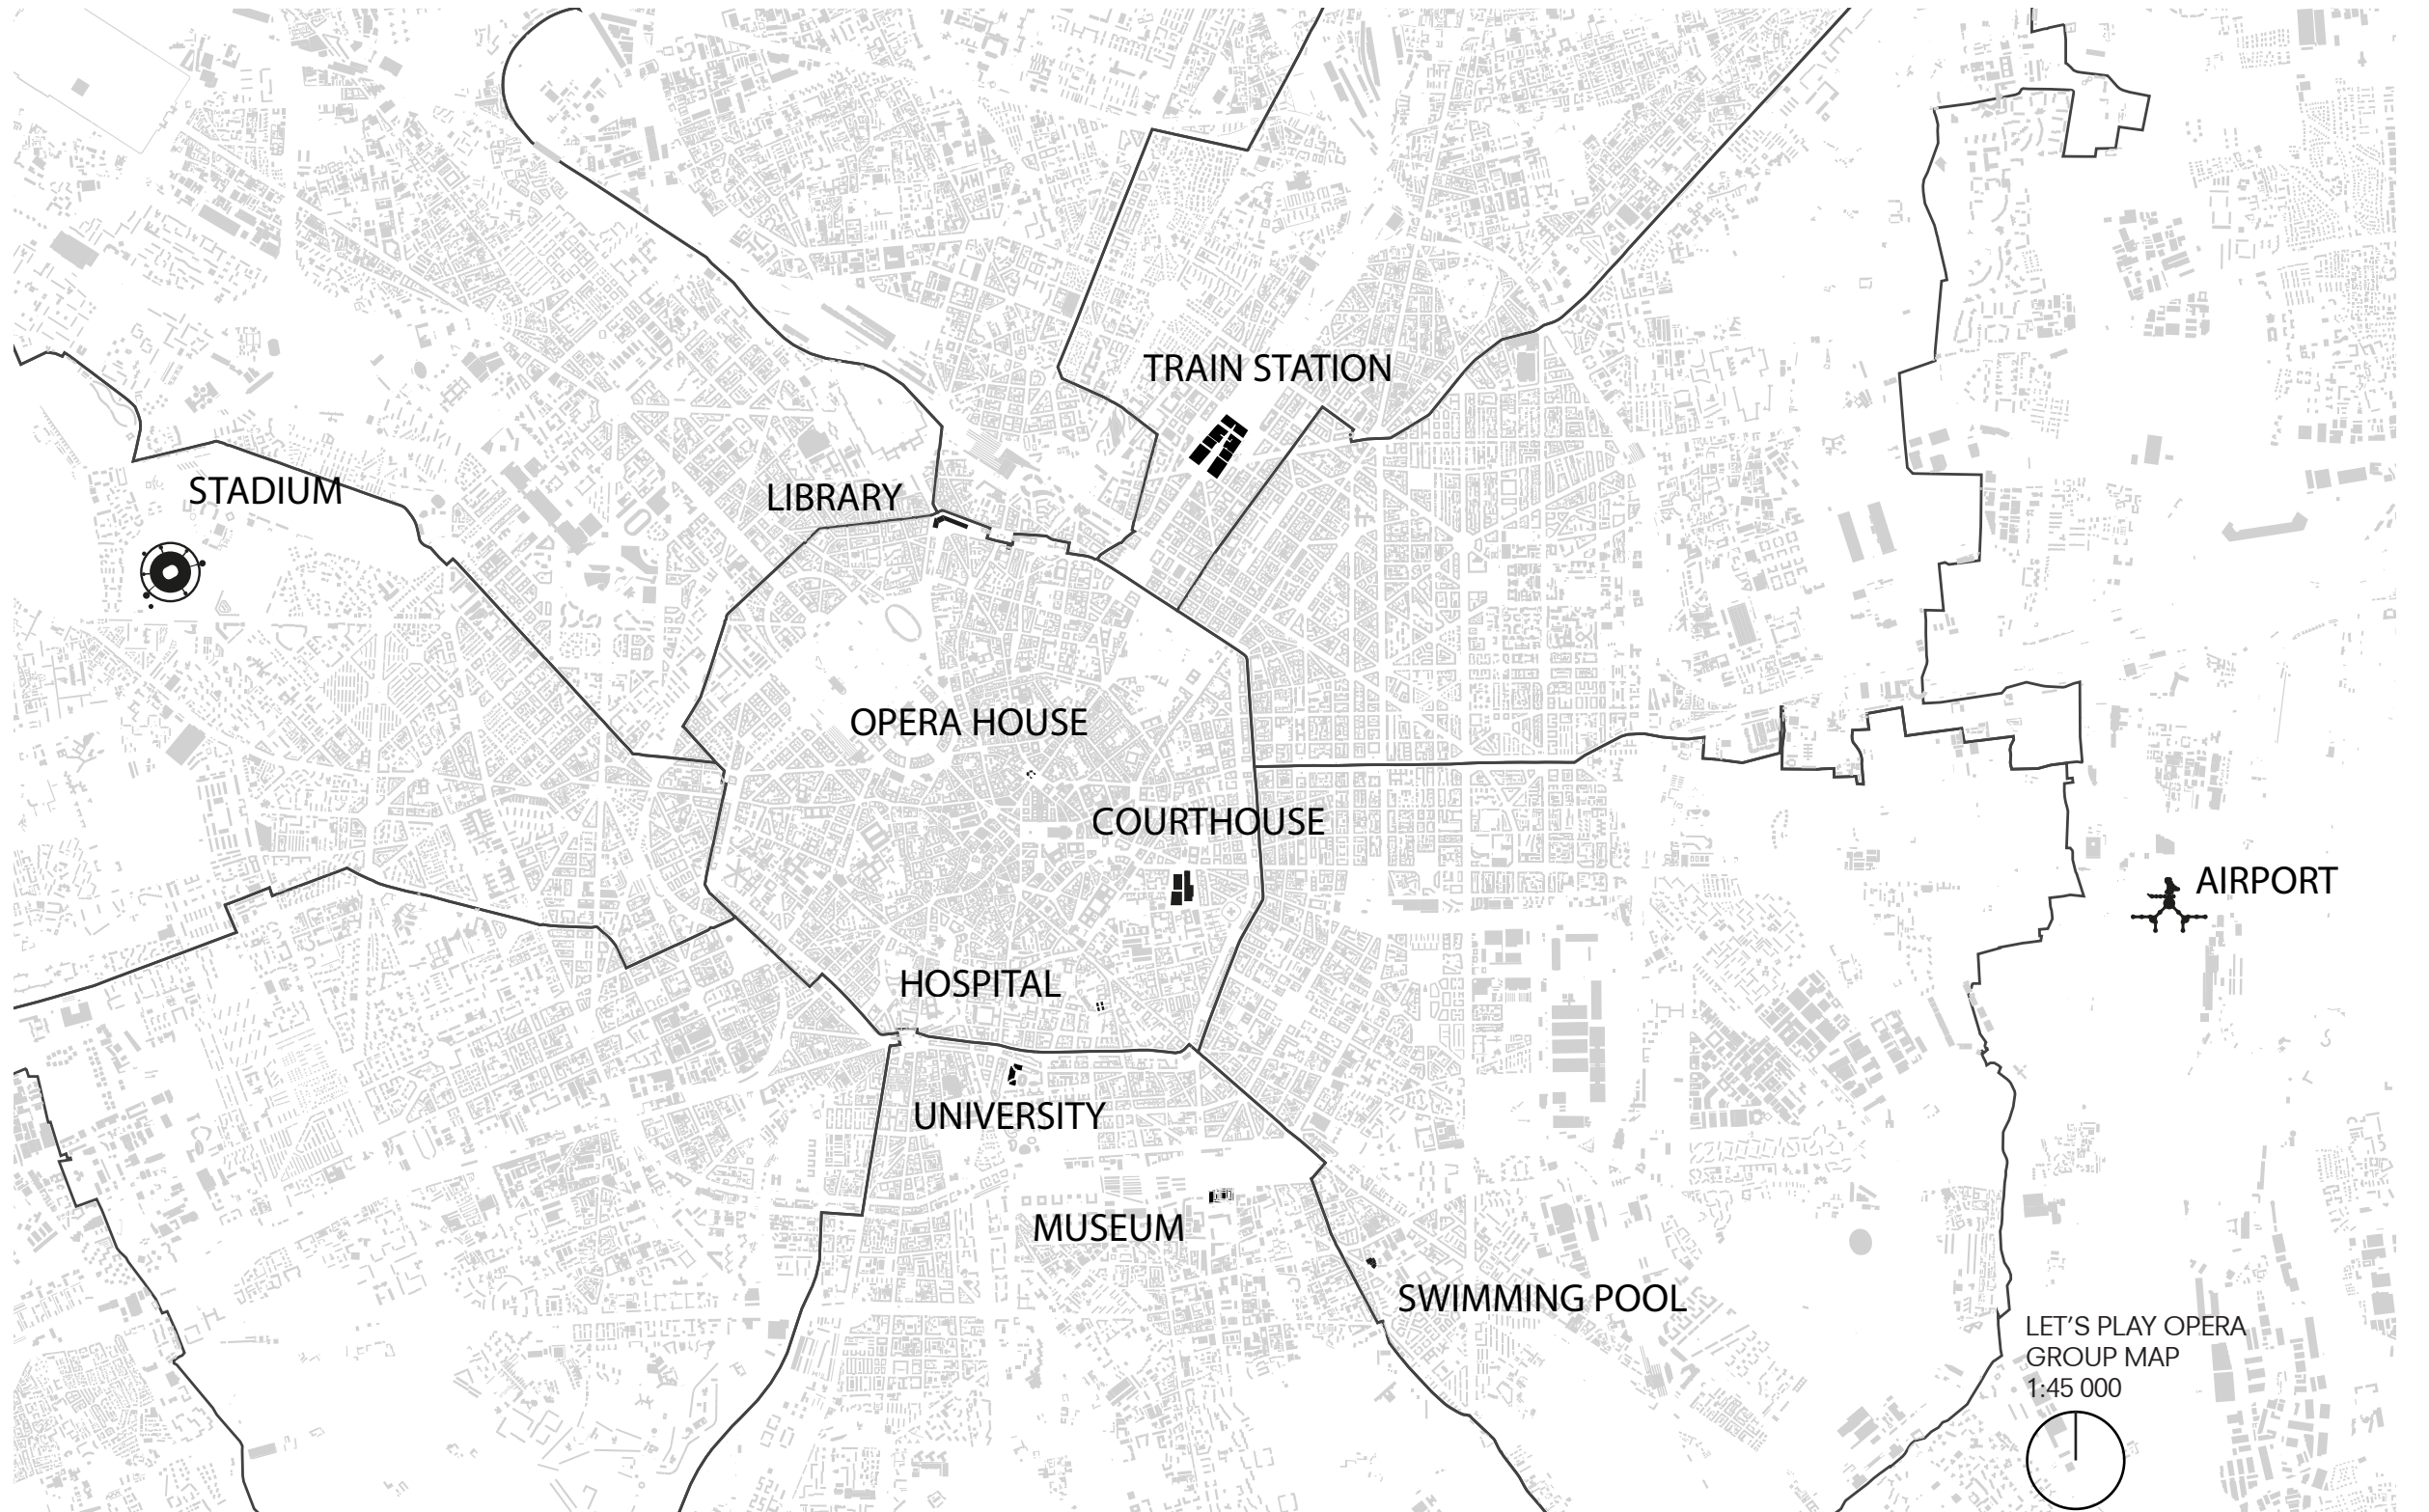 TRAIN STATION
STADIUM
LIBRARY
OPERA HOUSE
COURTHOUSE
AIRPORT
HOSPITAL
UNIVERSITY
MUSEUM
SWIMMING POOL
LET’S PLAY OPERA
GROUP MAP
1:45 000